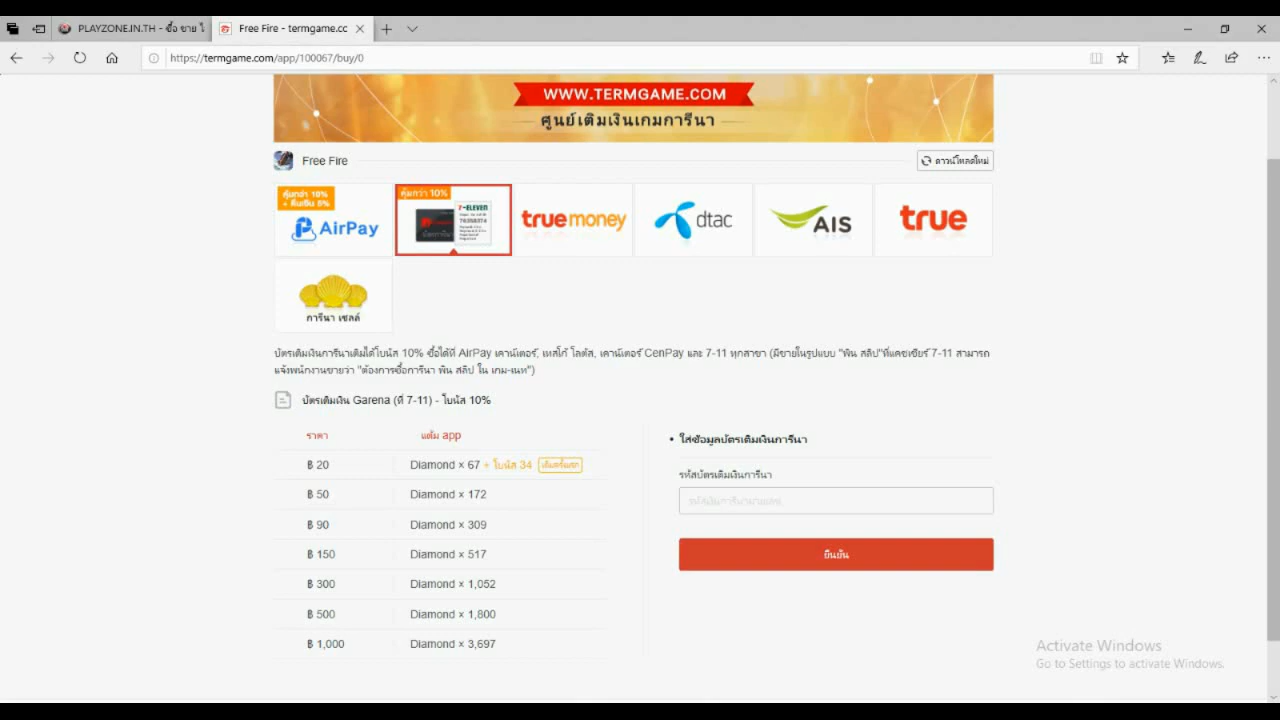 PLAYZONE.IN.TH - ซื้อ ขาย ไ
Free Fire - termgame.cc
https://termgame.com/app/100067/buy/0
WWW.TERMGAME.COM
ศูนย์เติมเงินเกมการีนา
Free Fire
ดาวน์โหลดใหม่
คุ้มกว่า 10%
คุ้มกว่า 10%
AirPay
7-ELEVEN
truemoney
dtac
AIS
true
การีนา เชลล์
บัตรเติมเงินการีนาเติมได้โบนัส 10% ซื้อได้ที่ AirPay เคาน์เตอร์, เทสโก้ โลตัส, เคาน์เตอร์ CenPay และ 7-11 ทุกสาขา (มีขายในรูปแบบ "พิน สลิป"ที่แคชเชียร์ 7-11 สามารถ
แจ้งพนักงานขายว่า "ต้องการซื้อการีนา พิน สลิป ใน เกม-เนท")
บัตรเติมเงิน Garena (ที่ 7-11) - โบนัส 10%
ราคา แต้ม app
฿ 20 Diamond × 67 + โบนัส 34 เติมครั้งแรก
฿ 50 Diamond × 172
฿ 90 Diamond × 309
฿ 150 Diamond × 517
฿ 300 Diamond × 1,052
฿ 500 Diamond × 1,800
฿ 1,000 Diamond × 3,697
• ใส่ข้อมูลบัตรเติมเงินการีนา
รหัสบัตรเติมเงินการีนา
ยืนยัน
Activate Windows
Go to Settings to activate Windows.